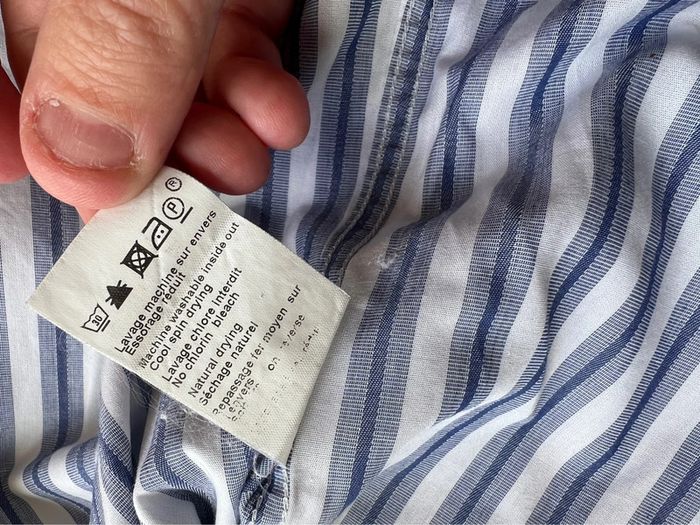 30 P ®
Lavage machine sur envers
Essorage réduit
Machine washable inside out
Cool spin drying
Lavage chlore interdit
No chlorin bleach
Natural drying
Séchage naturel
Repassage fer moyen sur